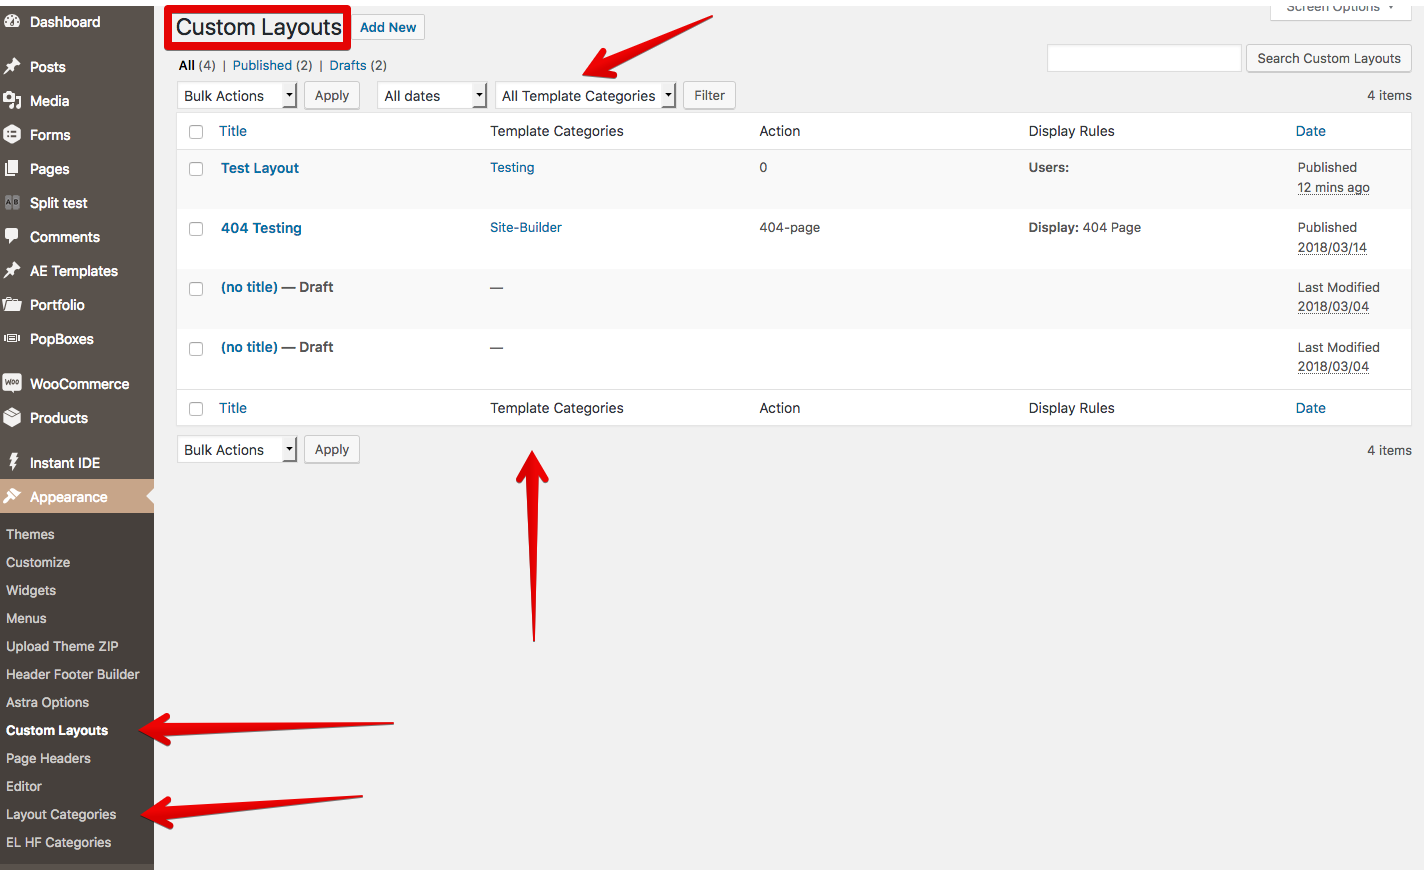 Dashboard
Posts
Media
Forms
Pages
Split test
Comments
AE Templates
Portfolio
PopBoxes
WOO WooCommerce
Products
Instant IDE
Appearance
Themes
Customize
Widgets
Menus
Upload Theme ZIP
Header Footer Builder
Astra Options
Custom Layouts
Page Headers
Editor
Layout Categories
EL HF Categories
Screen Options
Custom Layouts Add New
All (4) | Published (2) | Drafts (2)
Search Custom Layouts
Bulk Actions Apply All dates All Template Categories Filter 4 items
Title Template Categories Action Display Rules Date
Test Layout Testing 0 Users: Published
12 mins ago
404 Testing Site-Builder 404-page Display: 404 Page Published
2018/03/14
(no title) — Draft — Last Modified
2018/03/04
(no title) — Draft — Last Modified
2018/03/04
Title Template Categories Action Display Rules Date
Bulk Actions Apply 4 items